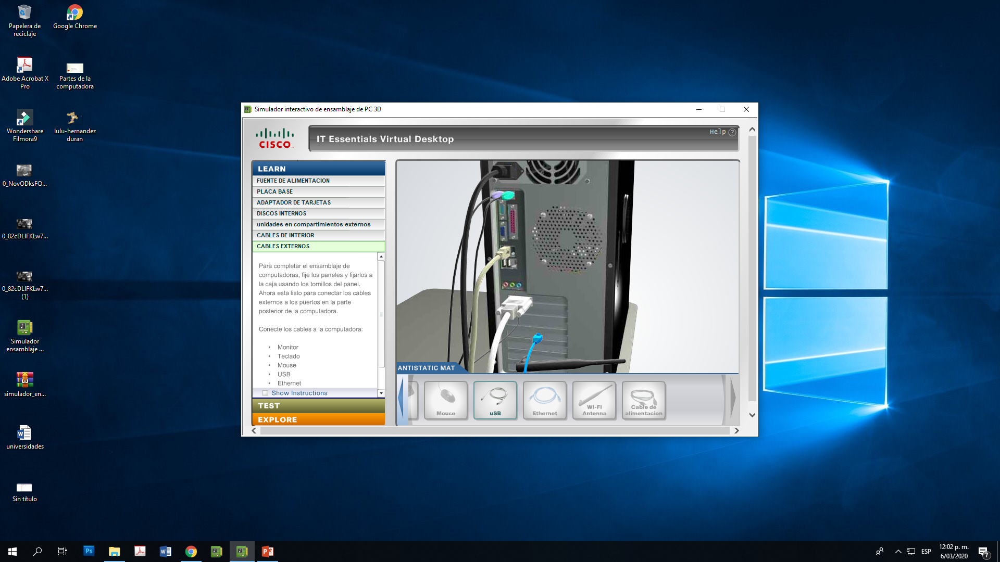 Papelera de
reciclaje
Google Chrome
Adobe Acrobat X
Pro
Partes de la
computadora
Wondershare
Filmora9
lulu-hernandez
duran
0_NovODksFQ...
0_82cDLlFKLw7...
0_82cDLlFKLw7...
(1)
Simulador
ensamblaje ...
simulador_en...
universidades
Sin título
Simulador interactivo de ensamblaje de PC 3D
CISCO
IT Essentials Virtual Desktop
Help ?
LEARN
FUENTE DE ALIMENTACION
PLACA BASE
ADAPTADOR DE TARJETAS
DISCOS INTERNOS
unidades en compartimientos externos
CABLES DE INTERIOR
CABLES EXTERNOS
Para completar el ensamblaje de
computadoras, fije los paneles y fijarlos a
la caja usando los tornillos del panel.
Ahora esta listo para conectar los cables
externos a los puertos en la parte
posterior de la computadora.
Conecte los cables a la computadora:
• Monitor
• Teclado
• Mouse
• USB
• Ethernet
Show Instructions
TEST
EXPLORE
ANTISTATIC MAT
Mouse
uSB
Ethernet
WI-FI
Antenna
Cable de
alimentacion
Ps
ESP
12:02 p. m.
6/03/2020
7